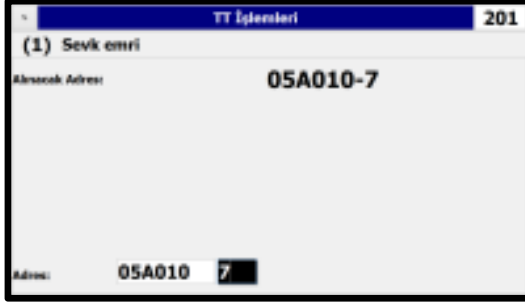 TT İşlemleri 201
(1) Sevk emri
Alınacak Adres: 05A010-7
Adres: 05A010 7